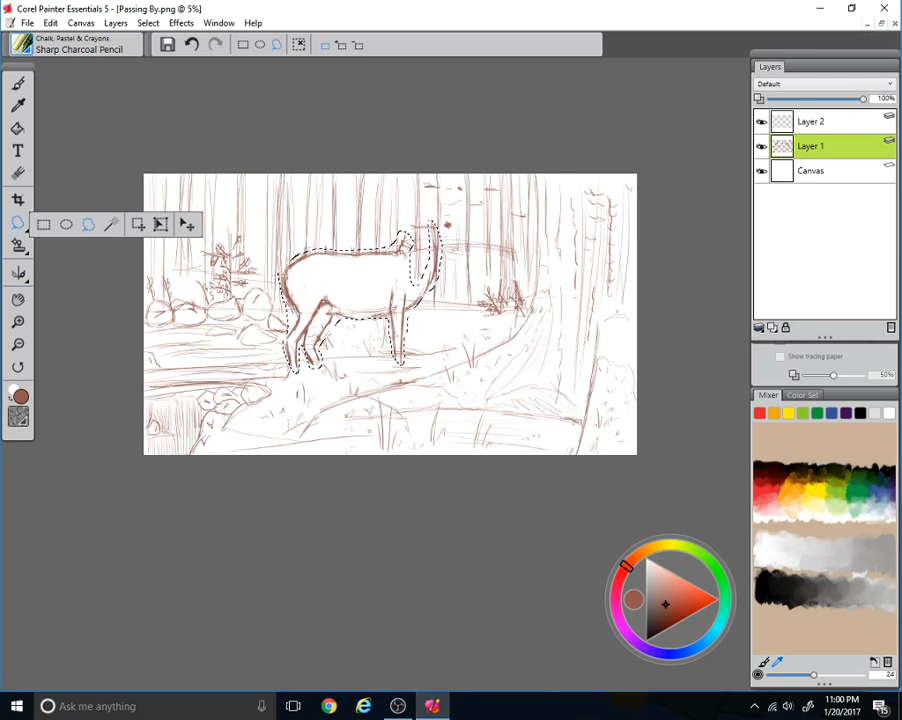 Corel Painter Essentials 5 - [Passing By.png @ 5%]
File Edit Canvas Layers Select Effects Window Help
Chalk, Pastel & Crayons
Sharp Charcoal Pencil
Layers
Default
100%
Layer 2
Layer 1
Canvas
Show tracing paper
50%
Mixer Color Set
24
Ask me anything
11:00 PM
1/20/2017
15